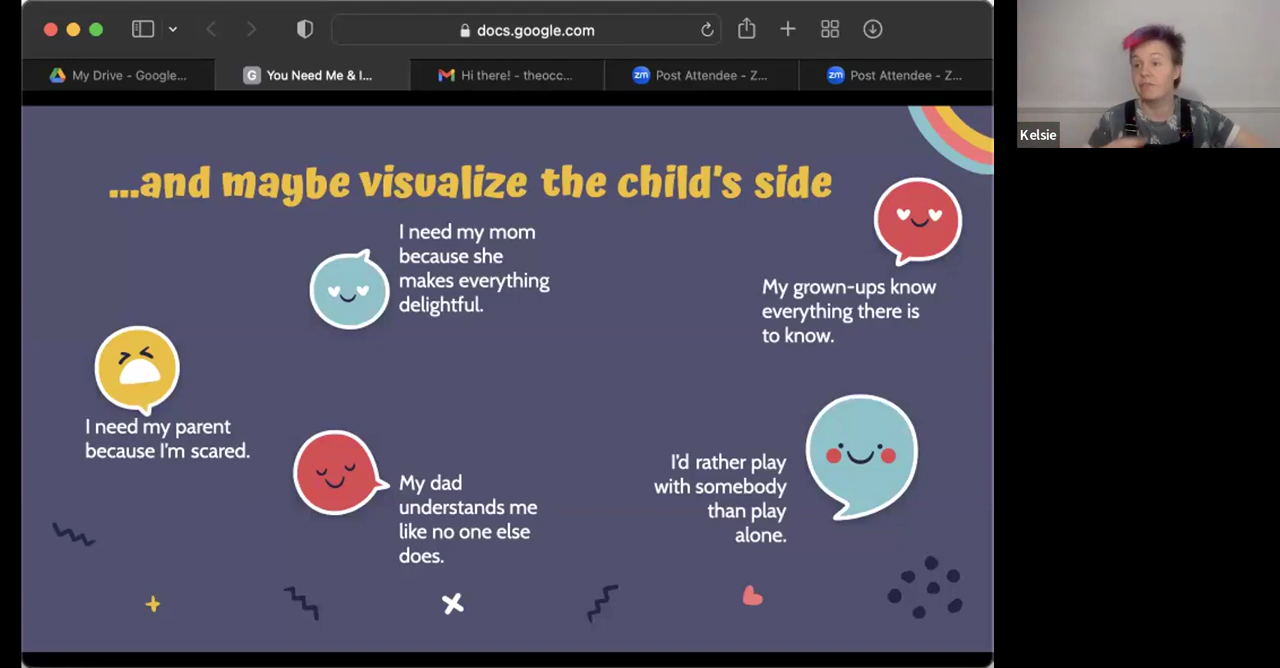 docs.google.com
My Drive - Google...
G
You Need Me & I...
Hi there! - theocc...
zm
Post Attendee - Z...
zm
Post Attendee - Z...
Kelsie
...and maybe visualize the child's side
I need my mom
because she
makes everything
delightful.
My grown-ups know
everything there is
to know.
I need my parent
because I'm scared.
My dad
understands me
like no one else
does.
I'd rather play
with somebody
than play
alone.